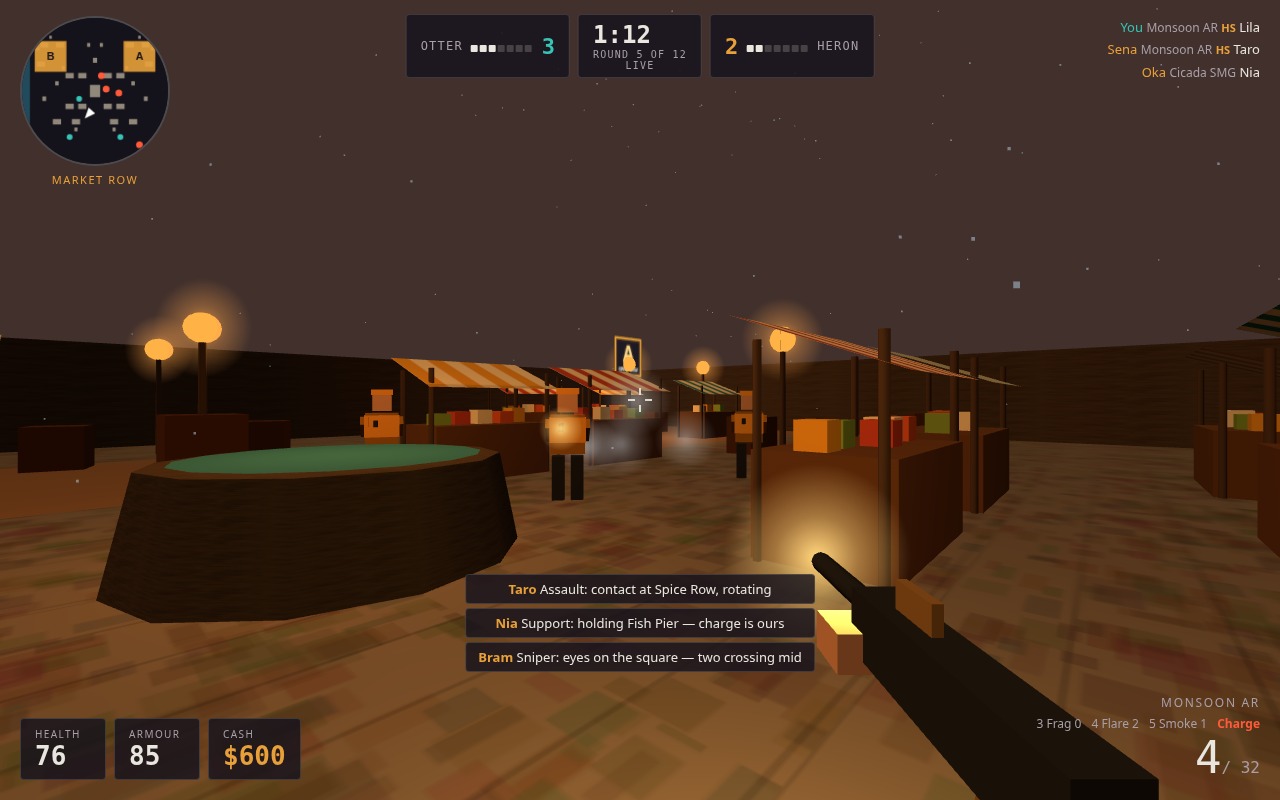 B
A
MARKET ROW
OTTER 3
1:12
ROUND 5 OF 12
LIVE
2 HERON
You Monsoon AR HS Lila
Sena Monsoon AR HS Taro
Oka Cicada SMG Nia
A
Taro Assault: contact at Spice Row, rotating
Nia Support: holding Fish Pier — charge is ours
Bram Sniper: eyes on the square — two crossing mid
HEALTH
76
ARMOUR
85
CASH
$600
MONSOON AR
3 Frag 0 4 Flare 2 5 Smoke 1 Charge
4 / 32